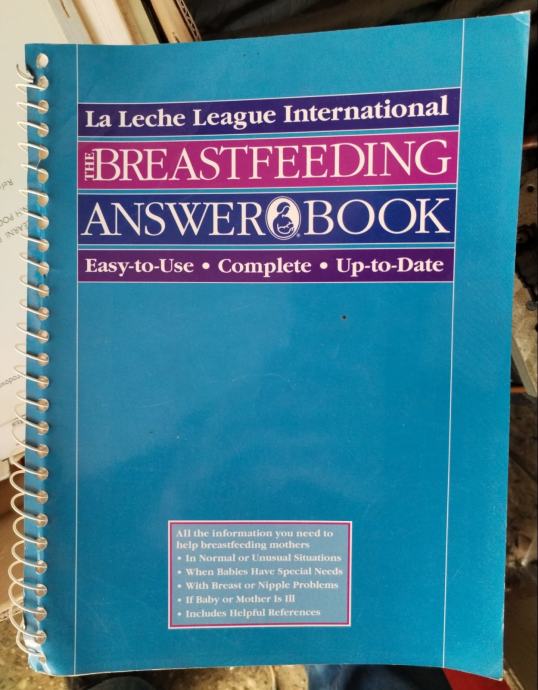 La Leche League International
THE BREASTFEEDING
ANSWER BOOK
Easy-to-Use • Complete • Up-to-Date
All the information you need to
help breastfeeding mothers
• In Normal or Unusual Situations
• When Babies Have Special Needs
• With Breast or Nipple Problems
• If Baby or Mother Is Ill
• Includes Helpful References